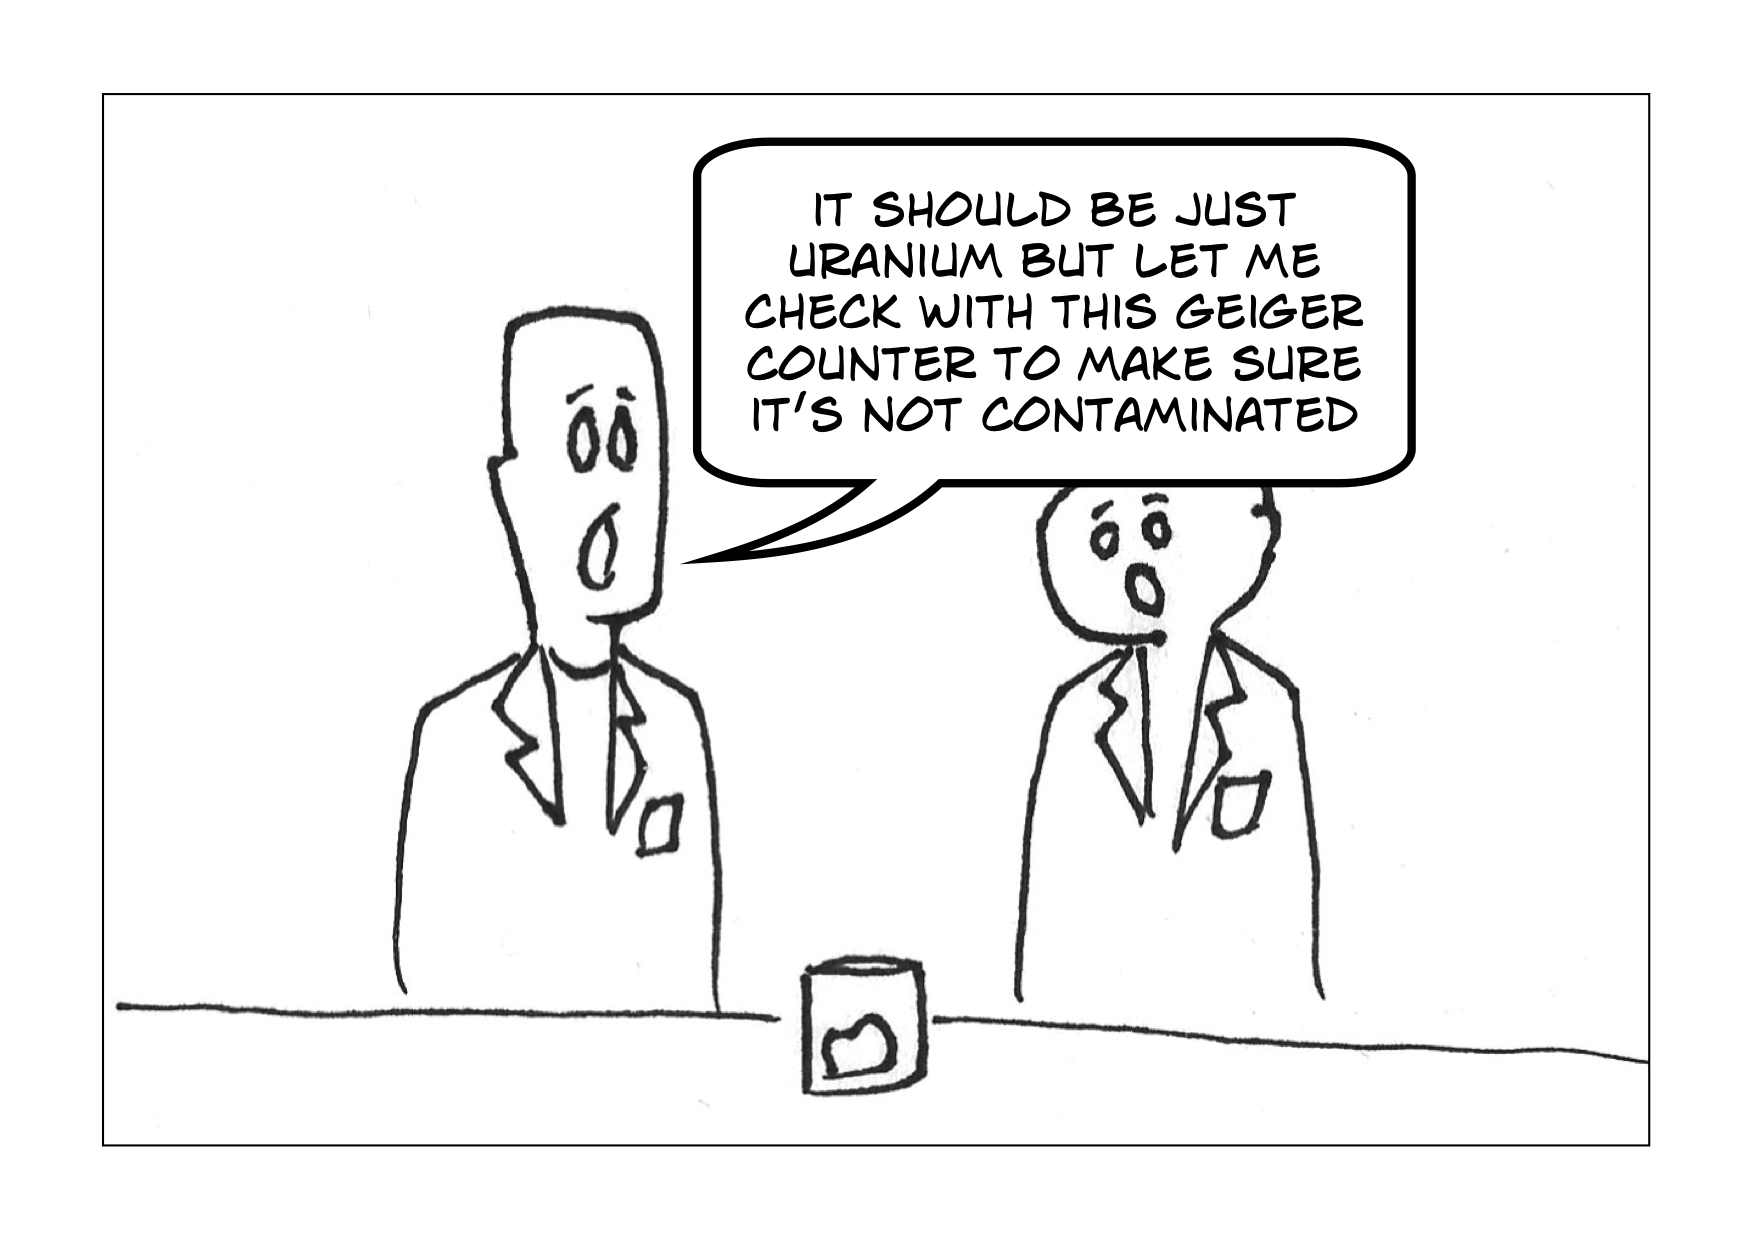 IT SHOULD BE JUST
URANIUM BUT LET ME
CHECK WITH THIS GEIGER
COUNTER TO MAKE SURE
IT'S NOT CONTAMINATED